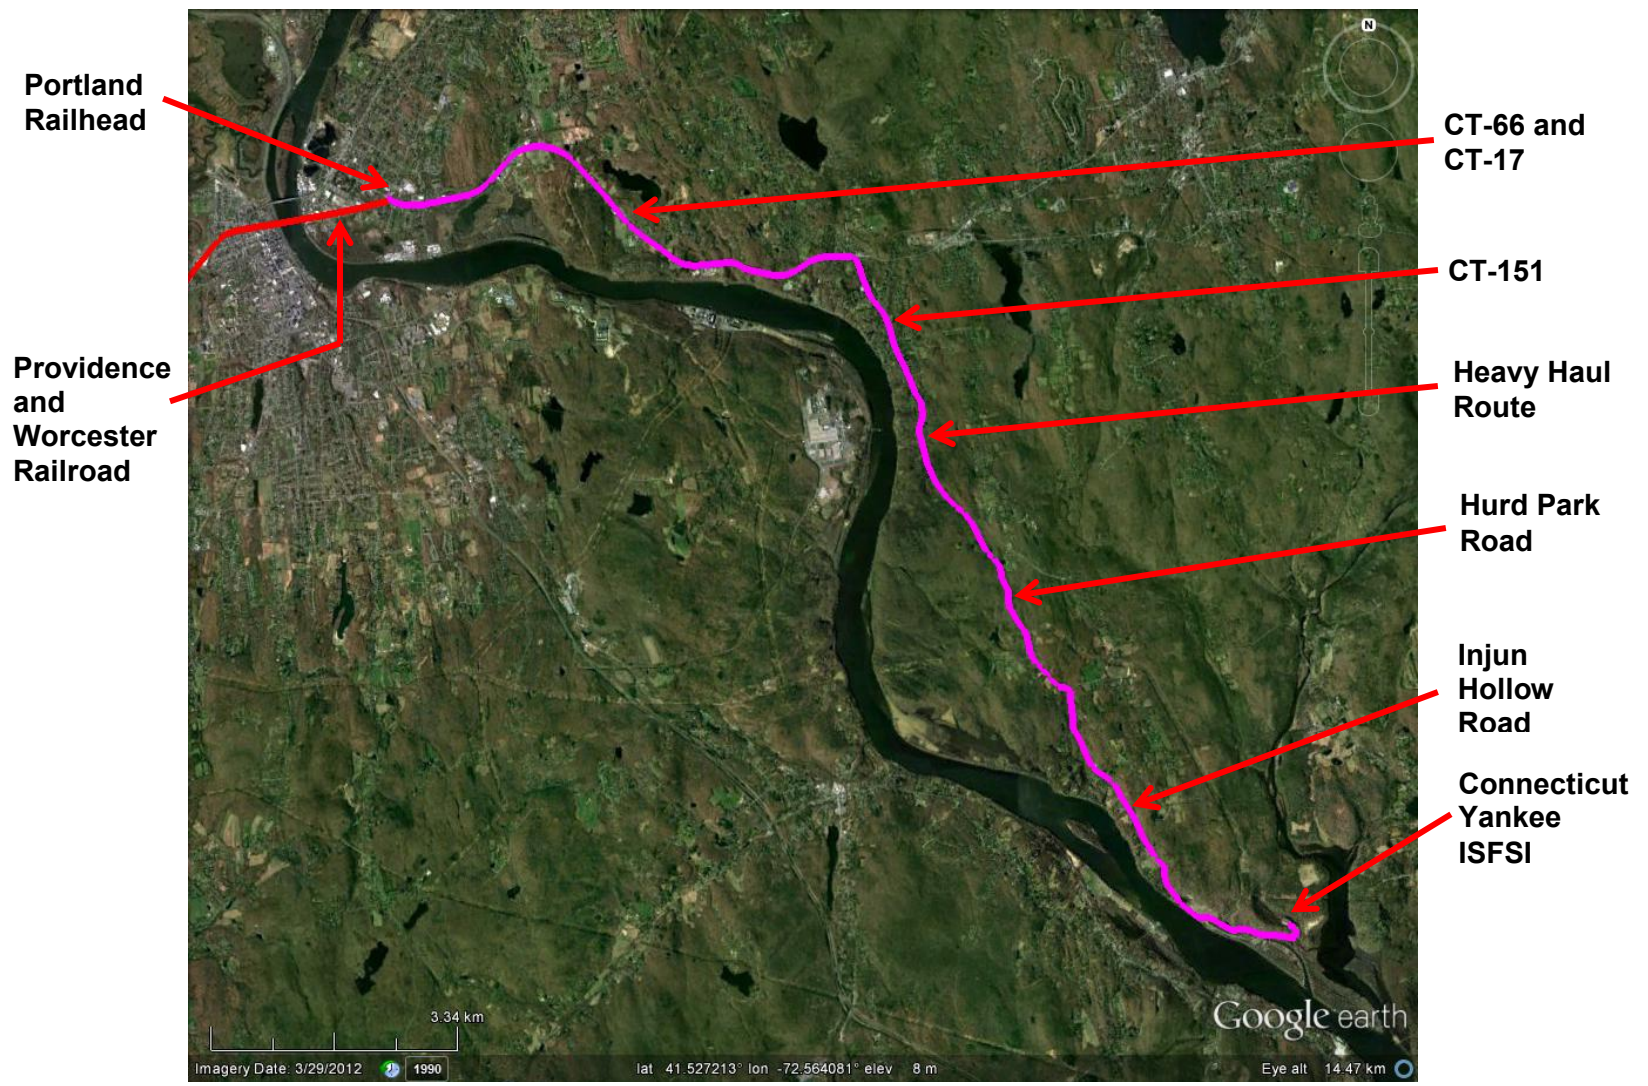 Portland
Railhead
Providence
and
Worcester
Railroad
N
CT-66 and
CT-17
CT-151
Heavy Haul
Route
Hurd Park
Road
Injun
Hollow
Road
Connecticut
Yankee
ISFSI
3.34 km
Google earth
Imagery Date: 3/29/2012 1990 lat 41.527213° lon -72.564081° elev 8 m Eye alt 14.47 km